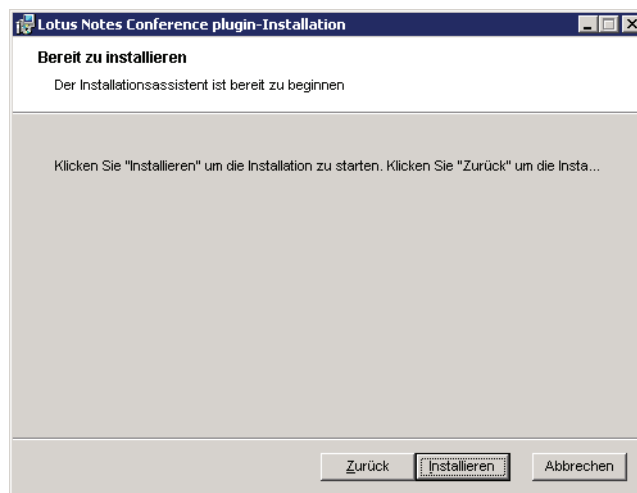 Lotus Notes Conference plugin-Installation
Bereit zu installieren
Der Installationsassistent ist bereit zu beginnen
Klicken Sie "Installieren" um die Installation zu starten. Klicken Sie "Zurück" um die Insta...
Zurück Installieren Abbrechen